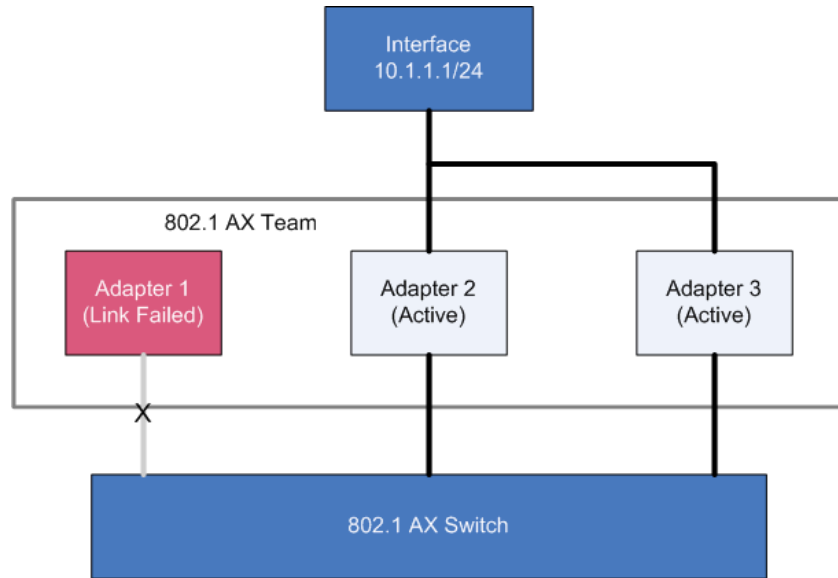 Interface
10.1.1.1/24
802.1 AX Team
Adapter 1
(Link Failed)
Adapter 2
(Active)
Adapter 3
(Active)
X
802.1 AX Switch